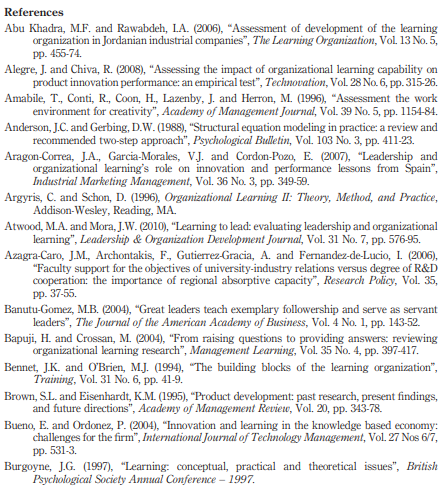 References
Abu Khadra, M.F. and Rawabdeh, I.A. (2006), “Assessment of development of the learning
organization in Jordanian industrial companies”, The Learning Organization, Vol. 13 No. 5,
pp. 455-74.
Alegre, J. and Chiva, R. (2008), “Assessing the impact of organizational learning capability on
product innovation performance: an empirical test”, Technovation, Vol. 28 No. 6, pp. 315-26.
Amabile, T., Conti, R., Coon, H., Lazenby, J. and Herron, M. (1996), “Assessment the work
environment for creativity”, Academy of Management Journal, Vol. 39 No. 5, pp. 1154-84.
Anderson, J.C. and Gerbing, D.W. (1988), “Structural equation modeling in practice: a review and
recommended two-step approach”, Psychological Bulletin, Vol. 103 No. 3, pp. 411-23.
Aragon-Correa, J.A., Garcia-Morales, V.J. and Cordon-Pozo, E. (2007), “Leadership and
organizational learning’s role on innovation and performance lessons from Spain”,
Industrial Marketing Management, Vol. 36 No. 3, pp. 349-59.
Argyris, C. and Schon, D. (1996), Organizational Learning II: Theory, Method, and Practice,
Addison-Wesley, Reading, MA.
Atwood, M.A. and Mora, J.W. (2010), “Learning to lead: evaluating leadership and organizational
learning”, Leadership & Organization Development Journal, Vol. 31 No. 7, pp. 576-95.
Azagra-Caro, J.M., Archontakis, F., Gutierrez-Gracia, A. and Fernandez-de-Lucio, I. (2006),
“Faculty support for the objectives of university-industry relations versus degree of R&D
cooperation: the importance of regional absorptive capacity”, Research Policy, Vol. 35,
pp. 37-55.
Banutu-Gomez, M.B. (2004), “Great leaders teach exemplary followership and serve as servant
leaders”, The Journal of the American Academy of Business, Vol. 4 No. 1, pp. 143-52.
Bapuji, H. and Crossan, M. (2004), “From raising questions to providing answers: reviewing
organizational learning research”, Management Learning, Vol. 35 No. 4, pp. 397-417.
Bennet, J.K. and O’Brien, M.J. (1994), “The building blocks of the learning organization”,
Training, Vol. 31 No. 6, pp. 41-9.
Brown, S.L. and Eisenhardt, K.M. (1995), “Product development: past research, present findings,
and future directions”, Academy of Management Review, Vol. 20, pp. 343-78.
Bueno, E. and Ordonez, P. (2004), “Innovation and learning in the knowledge based economy:
challenges for the firm”, International Journal of Technology Management, Vol. 27 Nos 6/7,
pp. 531-3.
Burgoyne, J.G. (1997), “Learning: conceptual, practical and theoretical issues”, British
Psychological Society Annual Conference – 1997.